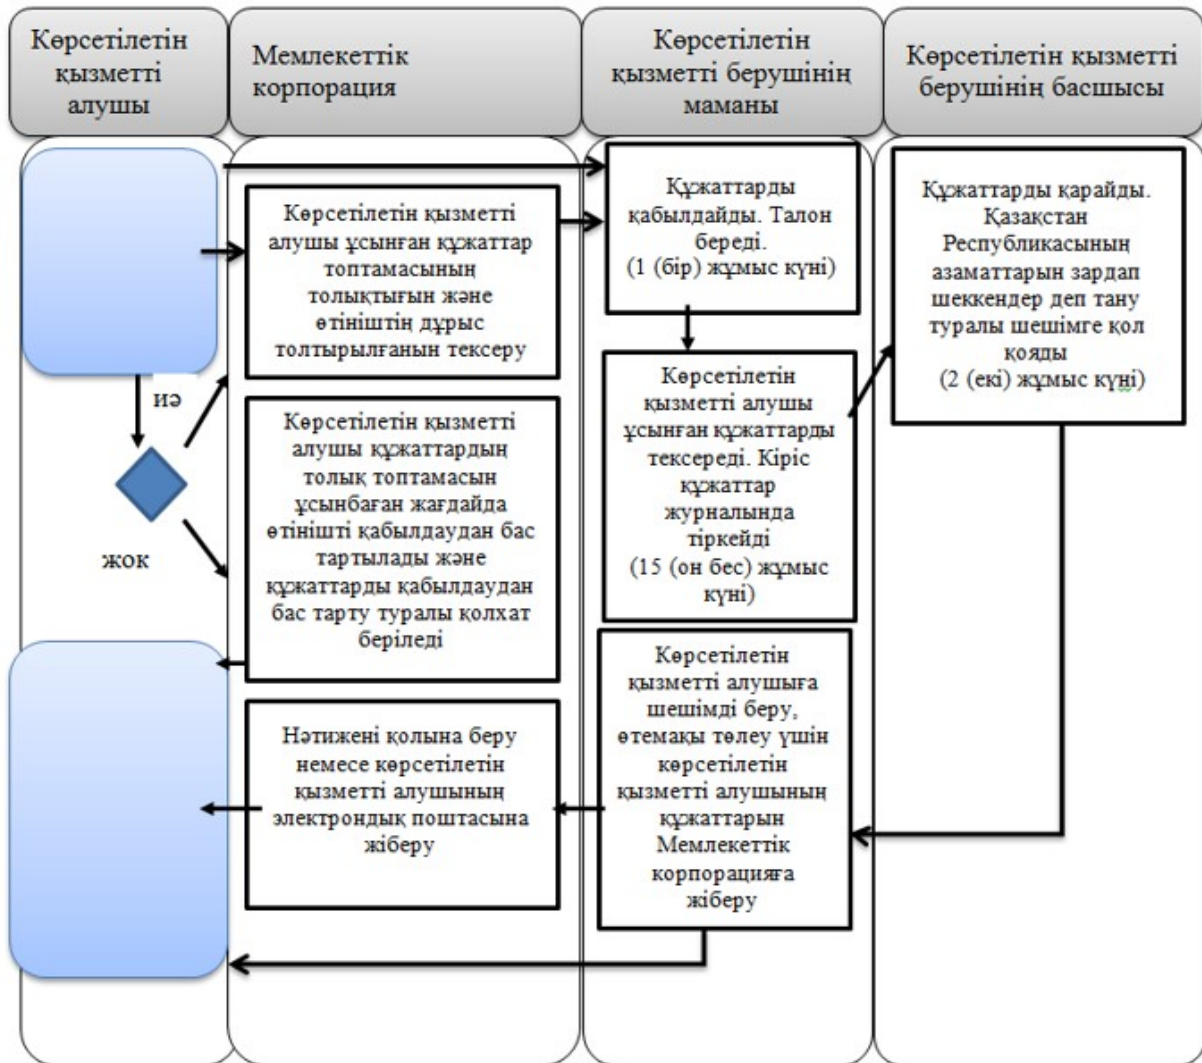 Көрсетілетін
қызметті
алушы
Мемлекеттік
корпорация
Көрсетілетін
қызметті берушінің
маманы
Көрсетілетін қызметті
берушінің басшысы
Көрсетілетін қызметті
алушы ұсынған құжаттар
топтамасының
толықтығын және
өтініштің дұрыс
толтырылғанын тексеру
Құжаттарды
қабылдайды. Талон
береді.
(1 (бір) жұмыс күні)
Құжаттарды қарайды.
Қазақстан
Республикасының
азаматтарын зардап
шеккендер деп тану
туралы шешімге қол
қояды
(2 (екі) жұмыс күні)
иә
жок
Көрсетілетін қызметті
алушы құжаттардың
толық топтамасын
ұсынбаған жағдайда
өтінішті қабылдаудан бас
тартылады және
құжаттарды қабылдаудан
бас тарту туралы қолхат
беріледі
Көрсетілетін
қызметті алушы
ұсынған құжаттарды
тексереді. Кіріс
құжаттар
журналында
тіркейді
(15 (он бес) жұмыс
күні)
Нәтижені қолына беру
немесе көрсетілетін
қызметті алушының
электрондық поштасына
жіберу
Көрсетілетін
қызметті алушыға
шешімді беру,
өтемақы төлеу үшін
көрсетілетін
қызметті алушының
құжаттарын
Мемлекеттік
корпорацияға
жіберу